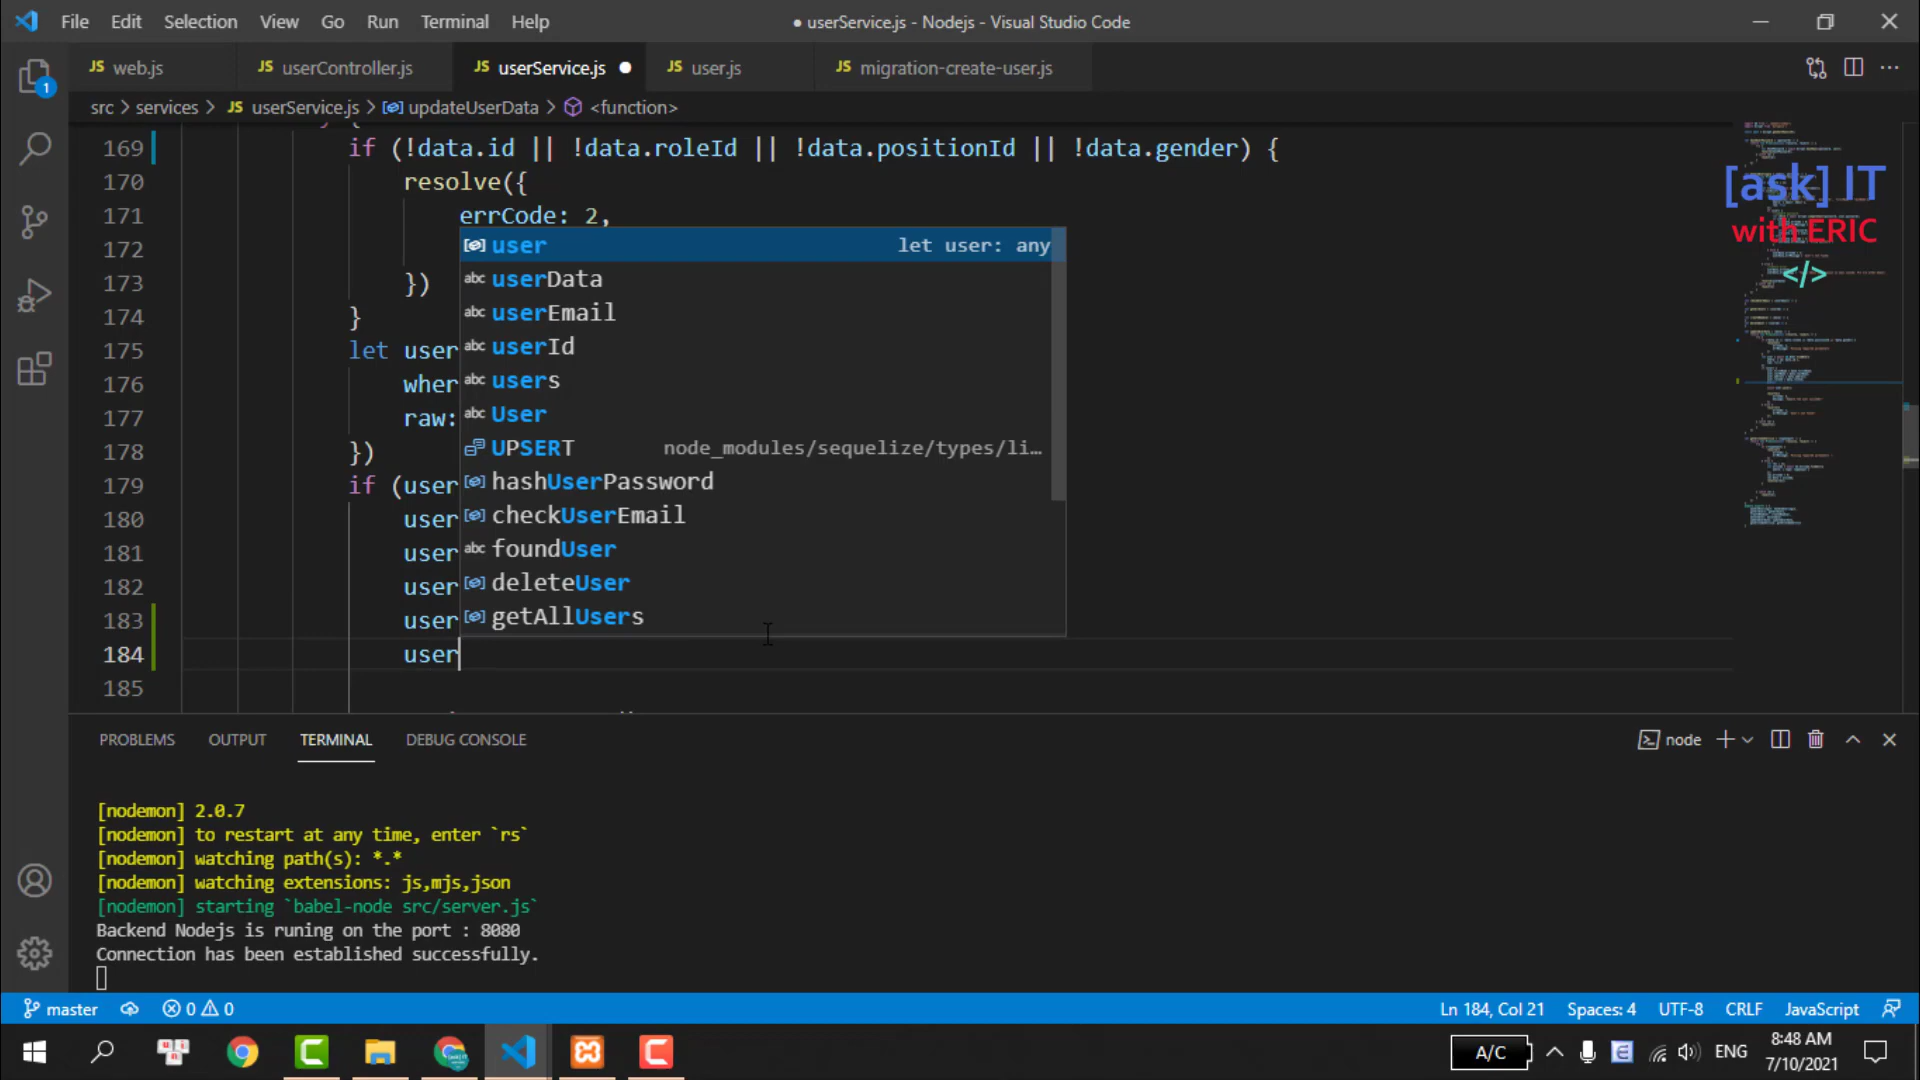 File Edit Selection View Go Run Terminal Help
● userService.js - Nodejs - Visual Studio Code
JS web.js
JS userController.js
JS userService.js ●
JS user.js
JS migration-create-user.js
src > services > JS userService.js > updateUserData > <function>
169 if (!data.id || !data.roleId || !data.positionId || !data.gender) {
170 resolve({
171 errCode: 2,
172
173 })
174 }
175 let user
176 wher
177 raw:
178 })
179 if (user
180 user
181 user
182 user
183 user
184 user
185
user let user: any
abc userData
abc userEmail
abc userId
abc users
abc User
UPSERT node_modules/sequelize/types/li…
hashUserPassword
checkUserEmail
abc foundUser
deleteUser
getAllUsers
[ask] IT
with ERIC
</>
1
PROBLEMS OUTPUT TERMINAL DEBUG CONSOLE
node
[nodemon] 2.0.7
[nodemon] to restart at any time, enter `rs`
[nodemon] watching path(s): *.*
[nodemon] watching extensions: js,mjs,json
[nodemon] starting `babel-node src/server.js`
Backend Nodejs is runing on the port : 8080
Connection has been established successfully.
master 0 0
Ln 184, Col 21 Spaces: 4 UTF-8 CRLF JavaScript
A/C
ENG
8:48 AM
7/10/2021